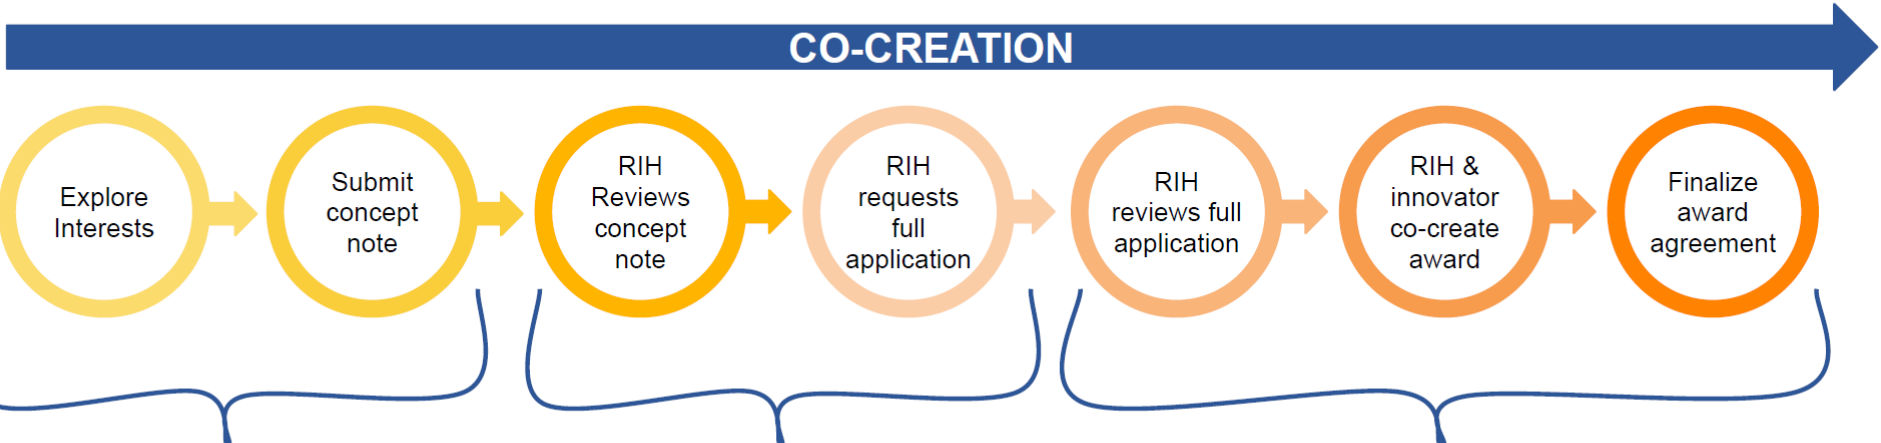 CO-CREATION
Explore
Interests
Submit
concept
note
RIH
Reviews
concept
note
RIH
requests
full
application
RIH
reviews full
application
RIH &
innovator
co-create
award
Finalize
award
agreement